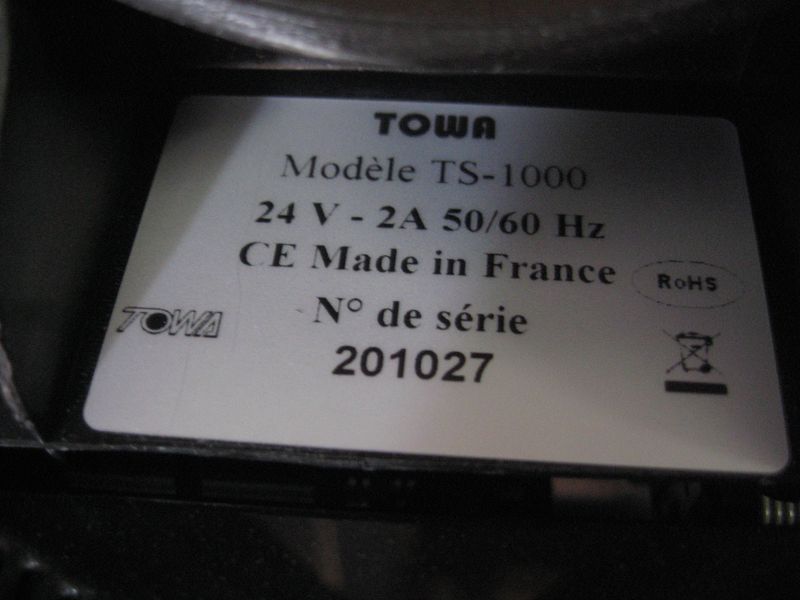 TOWA
Modèle TS-1000
24 V - 2A 50/60 Hz
CE Made in France
RoHS
N° de série
TOWA
201027